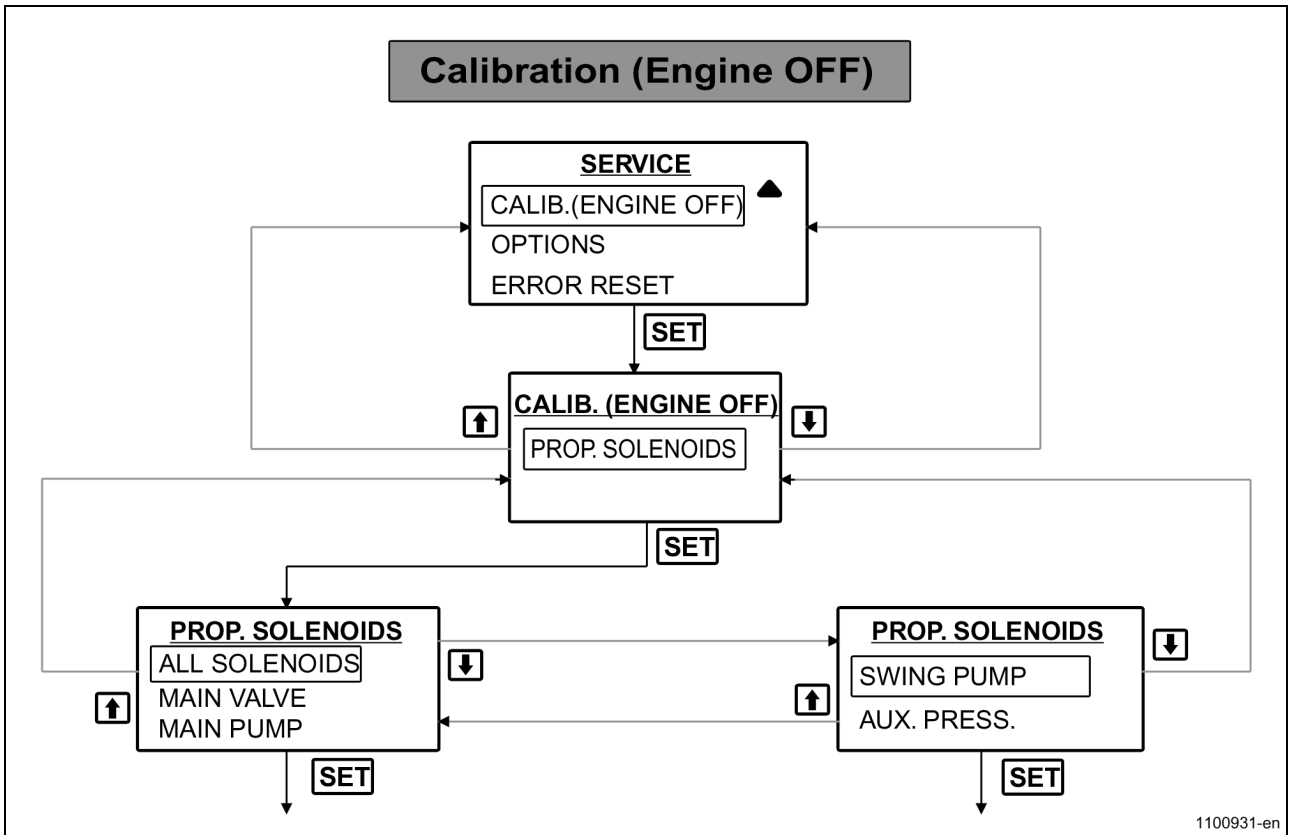 Calibration (Engine OFF)
SERVICE
CALIB.(ENGINE OFF)
OPTIONS
ERROR RESET
SET
CALIB. (ENGINE OFF)
PROP. SOLENOIDS
SET
PROP. SOLENOIDS
ALL SOLENOIDS
MAIN VALVE
MAIN PUMP
SET
PROP. SOLENOIDS
SWING PUMP
AUX. PRESS.
SET
1100931-en